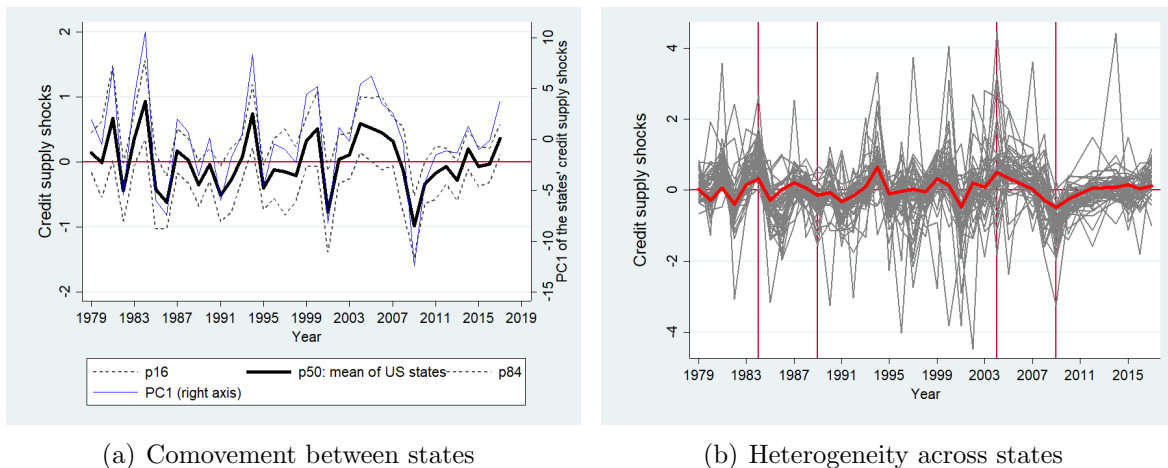 Credit supply shocks
2
1
0
-1
-2
PC1 of the states' credit supply shocks
10
5
0
-5
-10
-15
1979 1983 1987 1991 1995 1999 2003 2007 2011 2015 2019
Year
p16 p50: mean of US states p84
PC1 (right axis)
(a) Comovement between states
Credit supply shocks
4
2
0
-2
-4
1979 1983 1987 1991 1995 1999 2003 2007 2011 2015
Year
(b) Heterogeneity across states